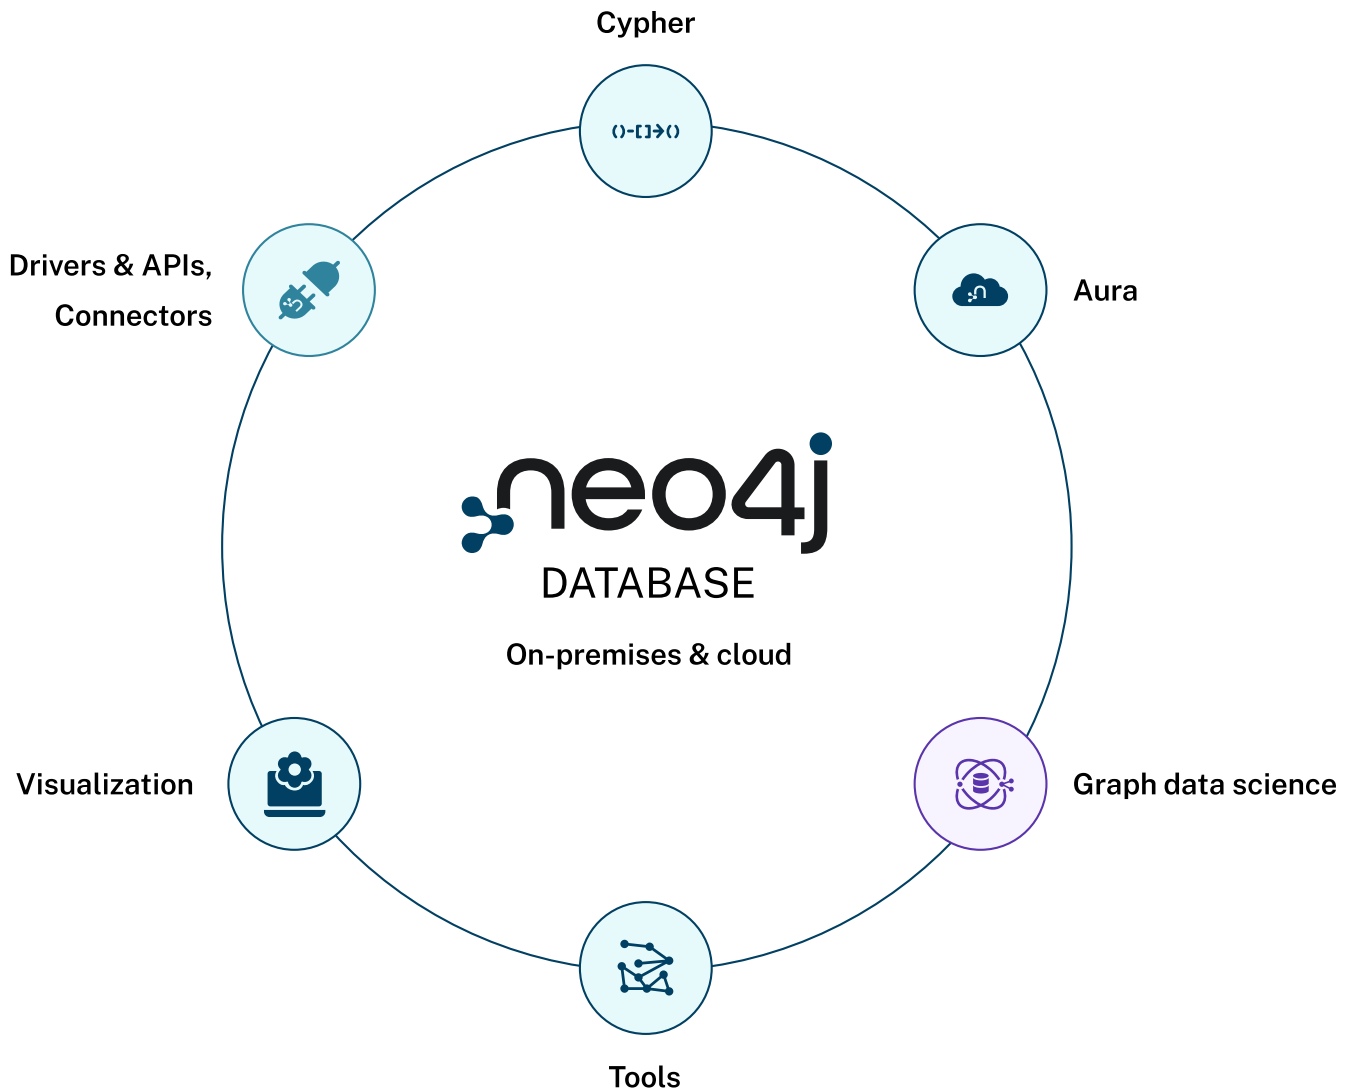 Cypher
()-[]→()
Drivers & APIs,
Connectors
Aura
neo4j
DATABASE
On-premises & cloud
Visualization
Graph data science
Tools